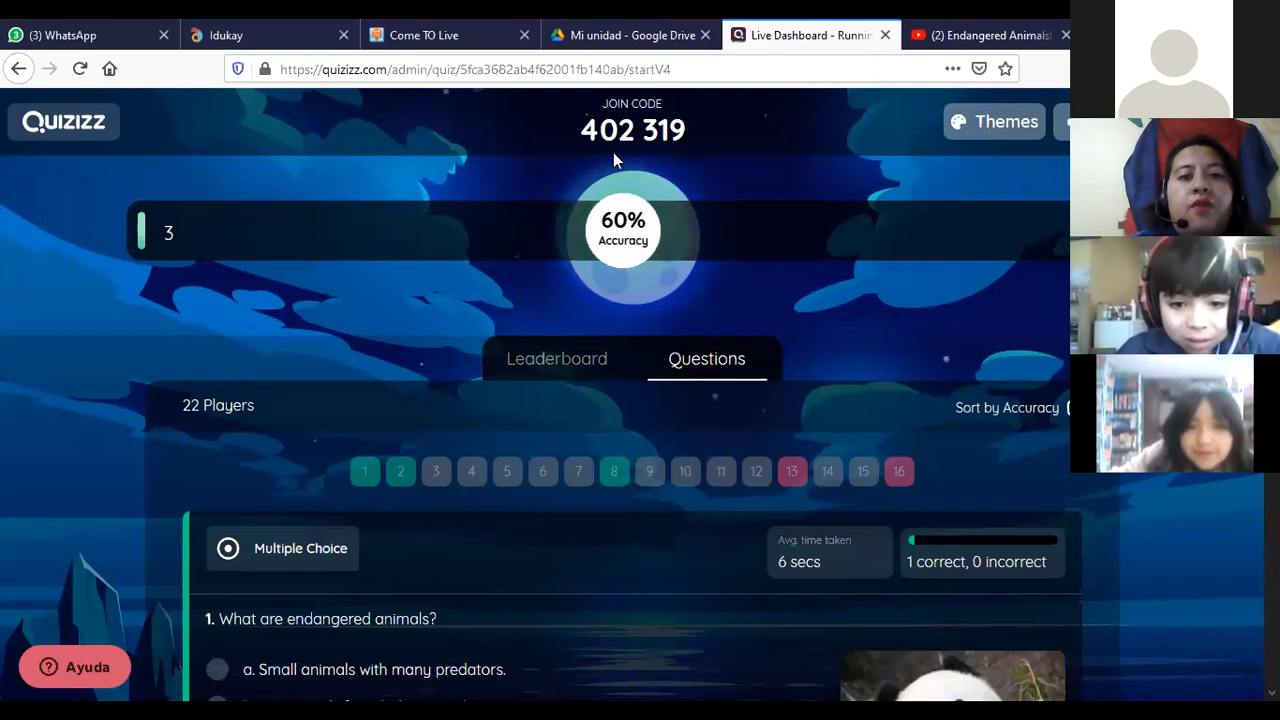 (3) WhatsApp
Idukay
Come TO Live
Mi unidad - Google Drive
Live Dashboard - Runnin
(2) Endangered Animals!
https://quizizz.com/admin/quiz/5fca3682ab4f62001fb140ab/startV4
QUIZIZZ
JOIN CODE
402 319
Themes
3
60%
Accuracy
Leaderboard
Questions
22 Players
Sort by Accuracy
1 2 3 4 5 6 7 8 9 10 11 12 13 14 15 16
Multiple Choice
Avg. time taken
6 secs
1 correct, 0 incorrect
1. What are endangered animals?
a. Small animals with many predators.
Ayuda